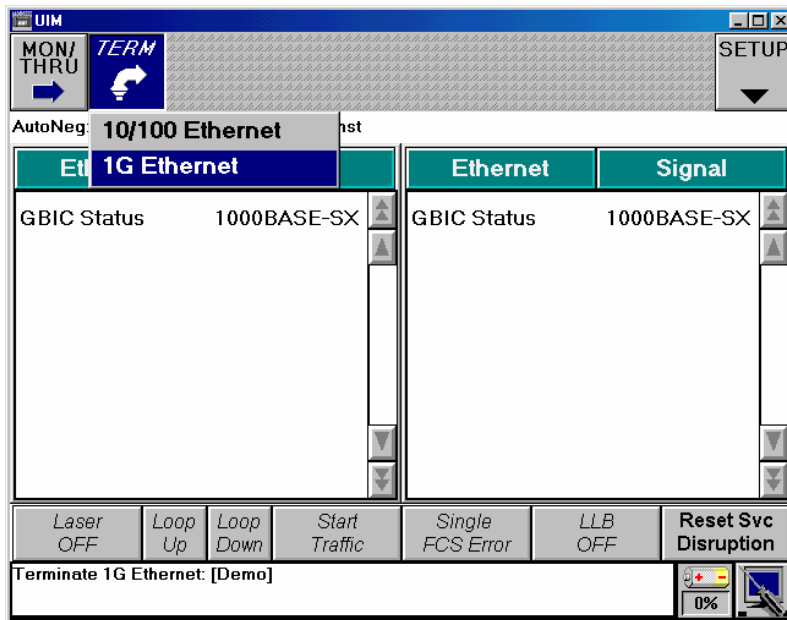 UIM
MON/
THRU
TERM
SETUP
AutoNeg:
nst
10/100 Ethernet
1G Ethernet
Et
Ethernet
Signal
GBIC Status 1000BASE-SX
GBIC Status 1000BASE-SX
Laser
OFF
Loop
Up
Loop
Down
Start
Traffic
Single
FCS Error
LLB
OFF
Reset Svc
Disruption
Terminate 1G Ethernet: [Demo]
0%